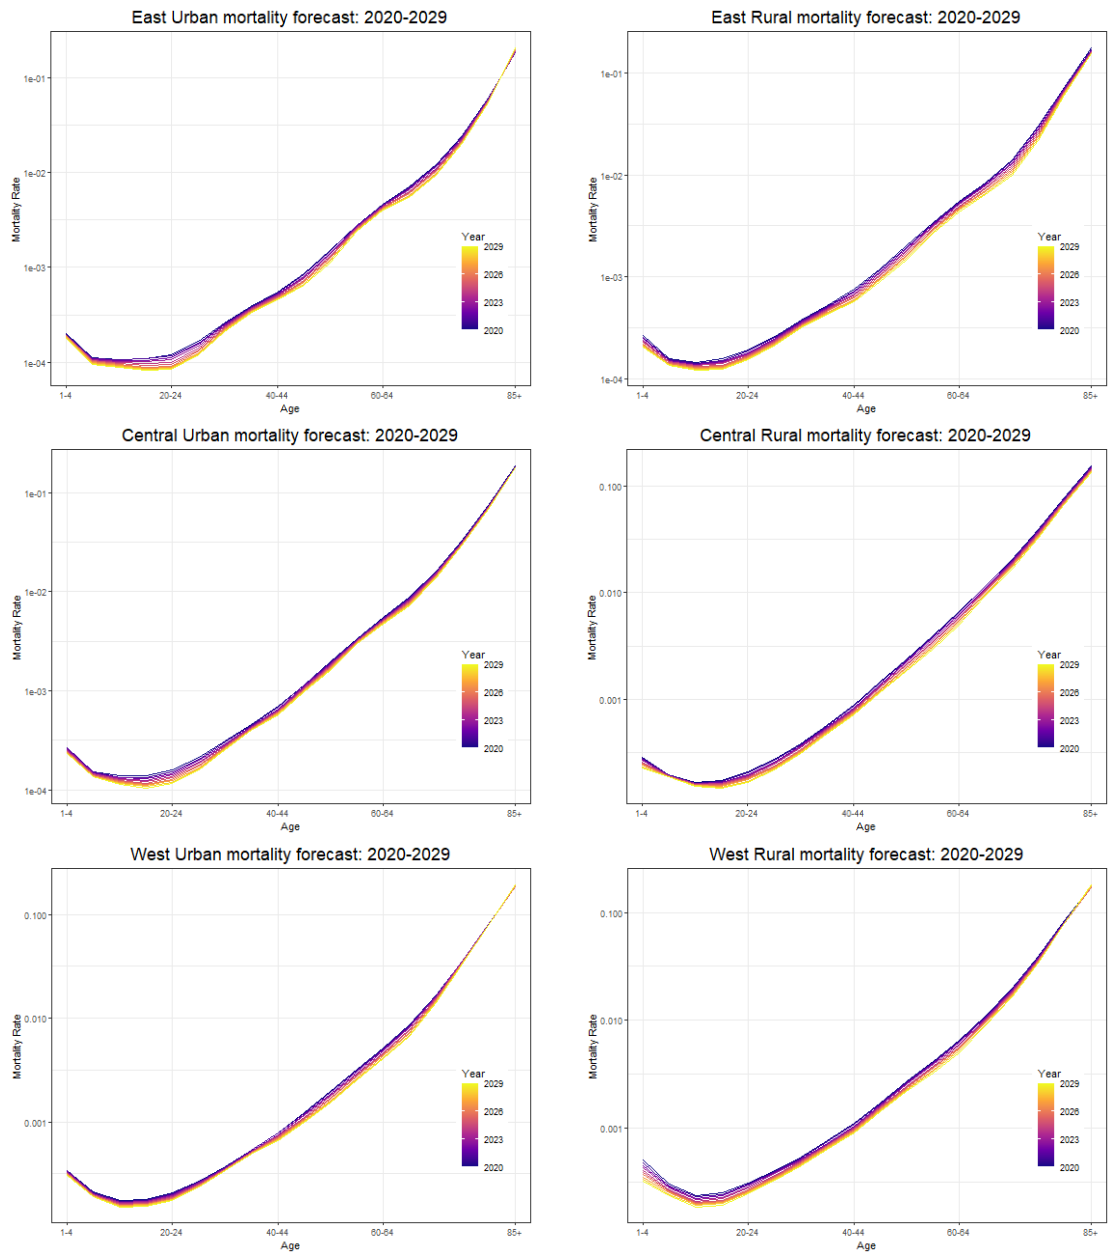 East Urban mortality forecast: 2020-2029
Mortality Rate
1e-01
1e-02
1e-03
1e-04
Year
2029
2026
2023
2020
1-4
20-24
40-44
60-64
85+
Age
East Rural mortality forecast: 2020-2029
Mortality Rate
1e-01
1e-02
1e-03
1e-04
Year
2029
2026
2023
2020
1-4
20-24
40-44
60-64
85+
Age
Central Urban mortality forecast: 2020-2029
Mortality Rate
1e-01
1e-02
1e-03
1e-04
Year
2029
2026
2023
2020
1-4
20-24
40-44
60-64
85+
Age
Central Rural mortality forecast: 2020-2029
Mortality Rate
0.100
0.010
0.001
Year
2029
2026
2023
2020
1-4
20-24
40-44
60-64
85+
Age
West Urban mortality forecast: 2020-2029
Mortality Rate
0.100
0.010
0.001
Year
2029
2026
2023
2020
1-4
20-24
40-44
60-64
85+
Age
West Rural mortality forecast: 2020-2029
Mortality Rate
0.100
0.010
0.001
Year
2029
2026
2023
2020
1-4
20-24
40-44
60-64
85+
Age